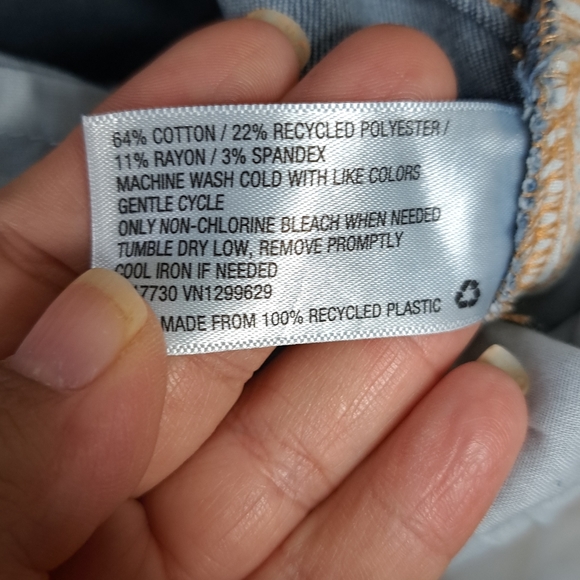 64% COTTON / 22% RECYCLED POLYESTER /
11% RAYON / 3% SPANDEX
MACHINE WASH COLD WITH LIKE COLORS
GENTLE CYCLE
ONLY NON-CHLORINE BLEACH WHEN NEEDED
TUMBLE DRY LOW, REMOVE PROMPTLY
COOL IRON IF NEEDED
VN1299629
MADE FROM 100% RECYCLED PLASTIC